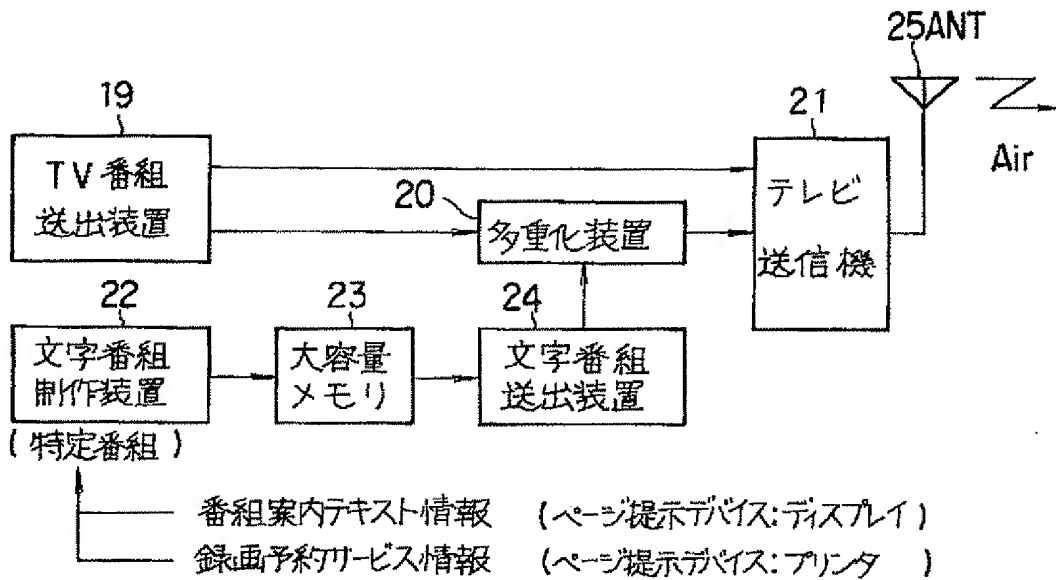 25ANT
19
21
TV番組
送出装置
Air
20
テレビ
送信機
多重化装置
22
23
24
文字番組
制作装置
大容量
メモリ
文字番組
送出装置
(特定番組)
番組案内テキスト情報 (ページ提示デバイス:ディスプレイ)
録画予約サービス情報 (ページ提示デバイス:プリンタ)